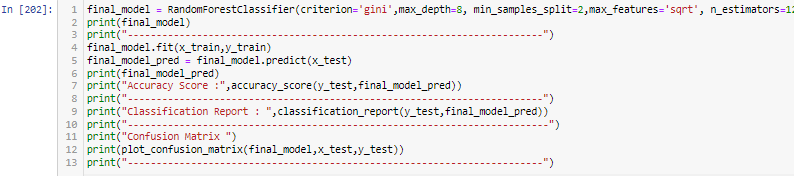 In [202]:
1 final_model = RandomForestClassifier(criterion='gini',max_depth=8, min_samples_split=2,max_features='sqrt', n_estimators=12
2 print(final_model)
3 print("-------------------------------------------------------------------")
4 final_model.fit(x_train,y_train)
5 final_model_pred = final_model.predict(x_test)
6 print(final_model_pred)
7 print("Accuracy Score :",accuracy_score(y_test,final_model_pred))
8 print("-------------------------------------------------------------------")
9 print("Classification Report : ",classification_report(y_test,final_model_pred))
10 print("--------------------------------------------------------------------")
11 print("Confusion Matrix ")
12 print(plot_confusion_matrix(final_model,x_test,y_test))
13 print("-------------------------------------------------------------------")